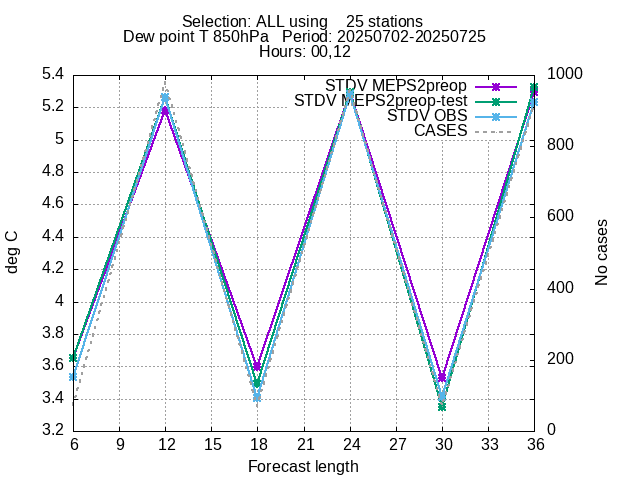 Selection: ALL using    25 stations
Dew point T 850hPa   Period: 20250702-20250725
Hours: 00,12
STDV MEPS2preop
STDV MEPS2preop-test
STDV OBS
CASES
5.4
5.2
5
4.8
4.6
4.4
4.2
4
3.8
3.6
3.4
3.2
1000
800
600
400
200
0
6 9 12 15 18 21 24 27 30 33 36
deg C
No cases
Forecast length